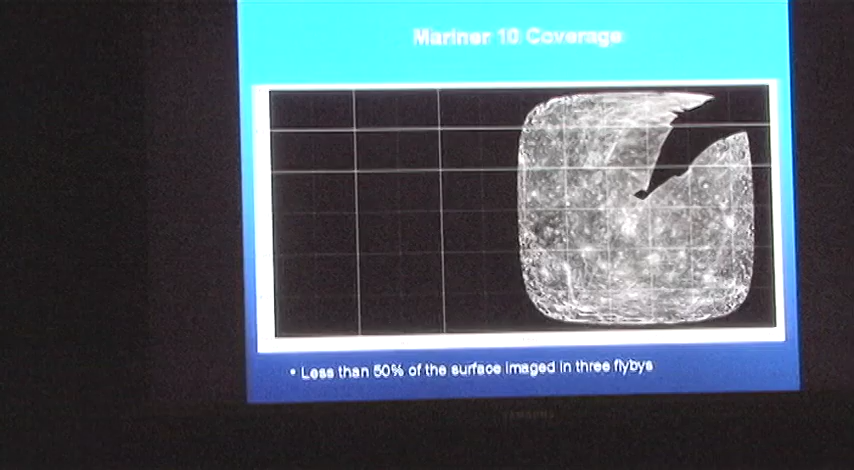 Mariner 10 Coverage
• Less than 50% of the surface imaged in three flybys